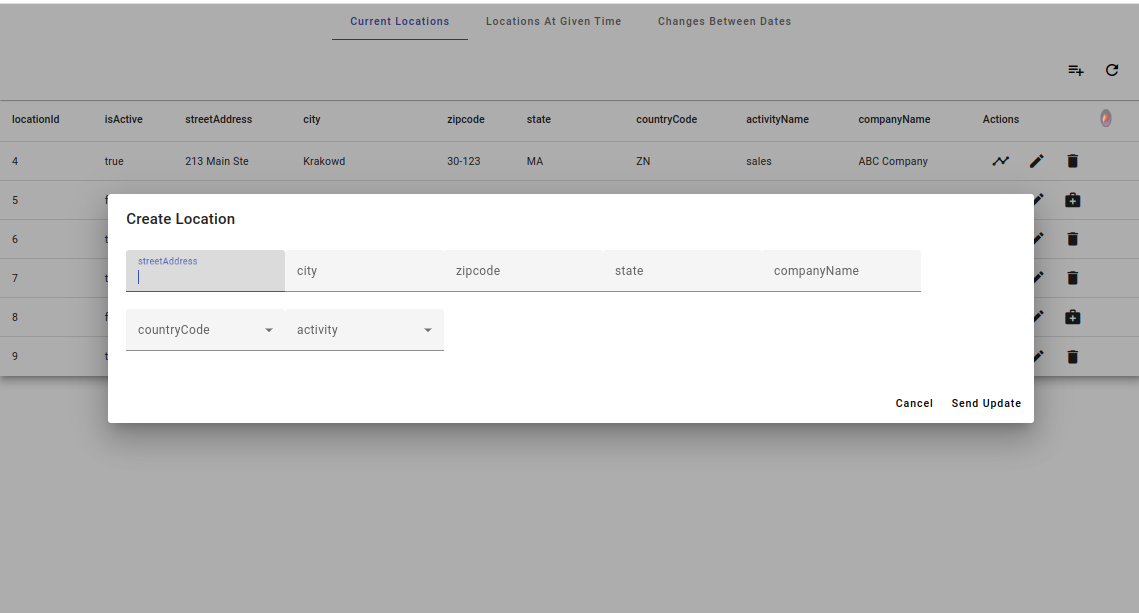 Current Locations Locations At Given Time Changes Between Dates
locationId isActive streetAddress city zipcode state countryCode activityName companyName Actions
4 true 213 Main Ste Krakowd 30-123 MA ZN sales ABC Company
5 f
Create Location
6 t
streetAddress
city zipcode state companyName
7 t
8 f
countryCode activity
9 t
Cancel Send Update